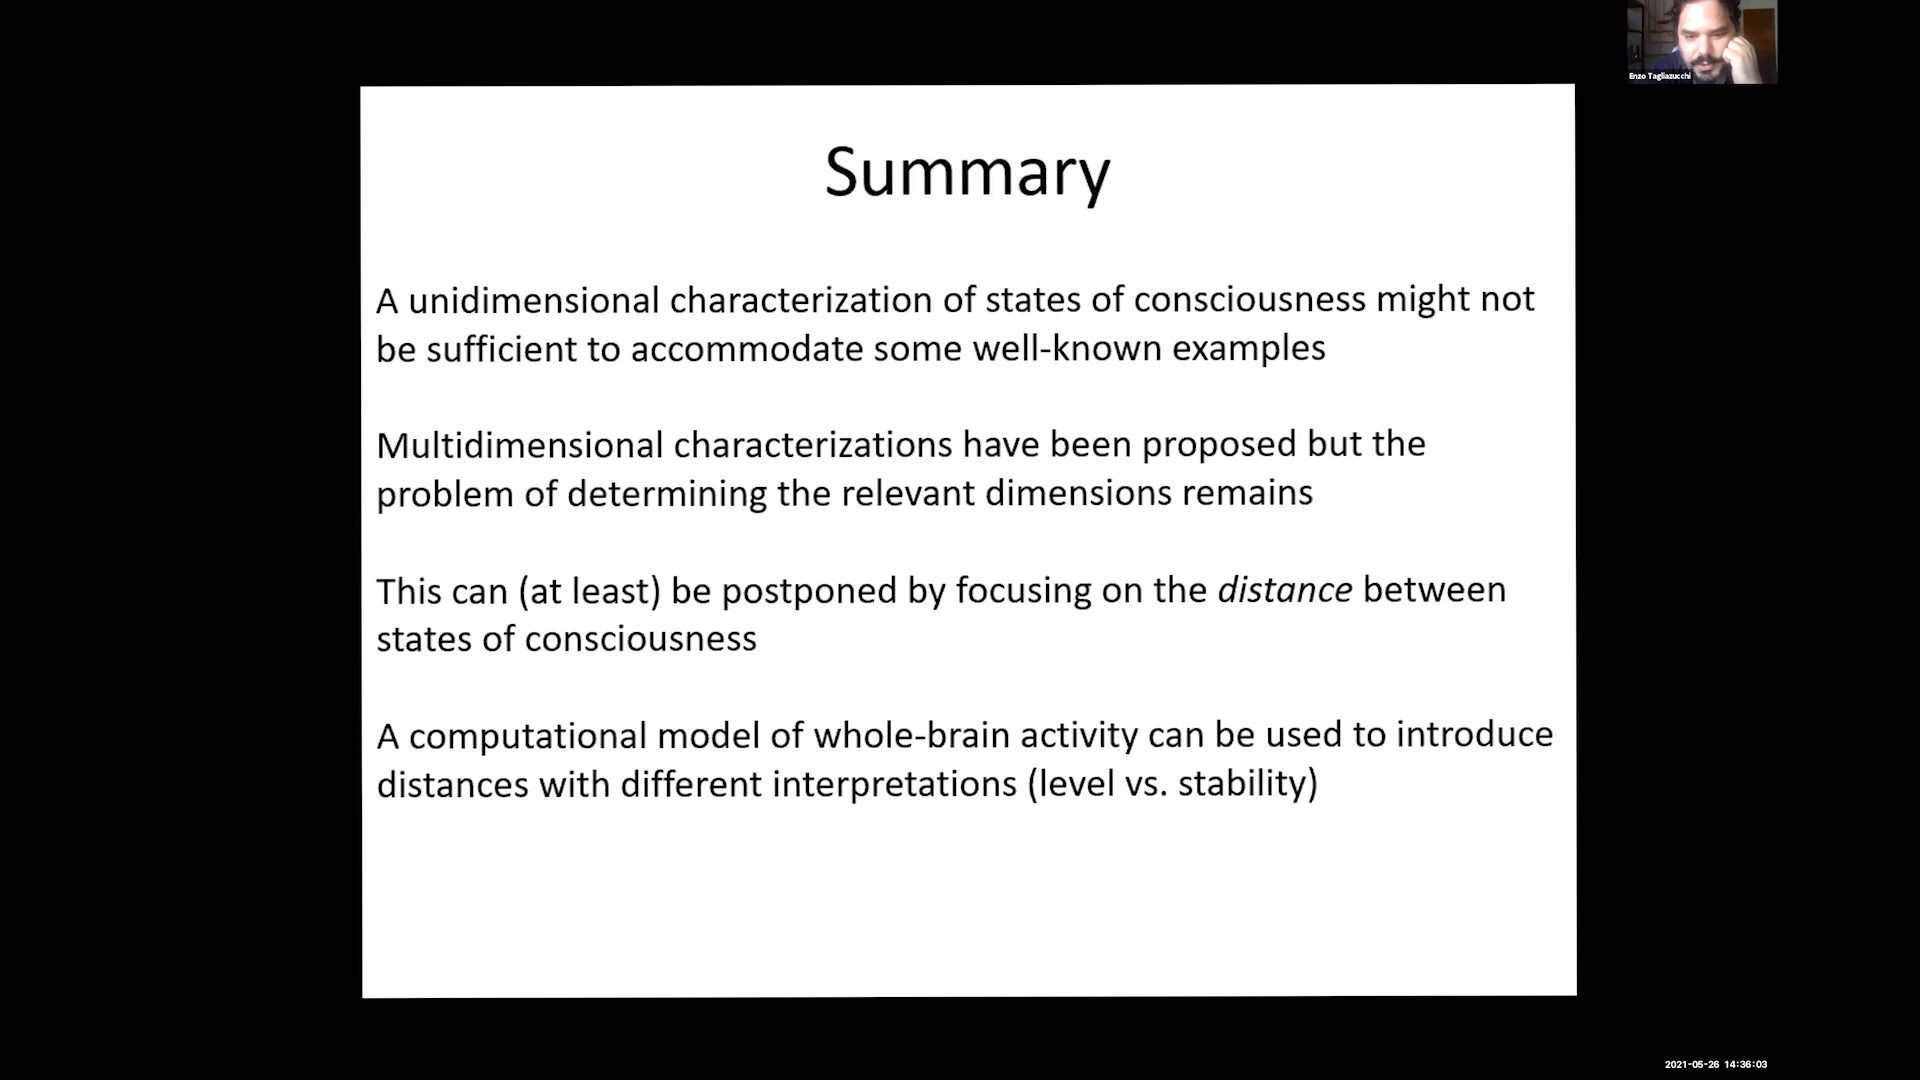 Enzo Tagliazucchi
Summary
A unidimensional characterization of states of consciousness might not
be sufficient to accommodate some well-known examples
Multidimensional characterizations have been proposed but the
problem of determining the relevant dimensions remains
This can (at least) be postponed by focusing on the distance between
states of consciousness
A computational model of whole-brain activity can be used to introduce
distances with different interpretations (level vs. stability)
2021-05-26 14:36:03